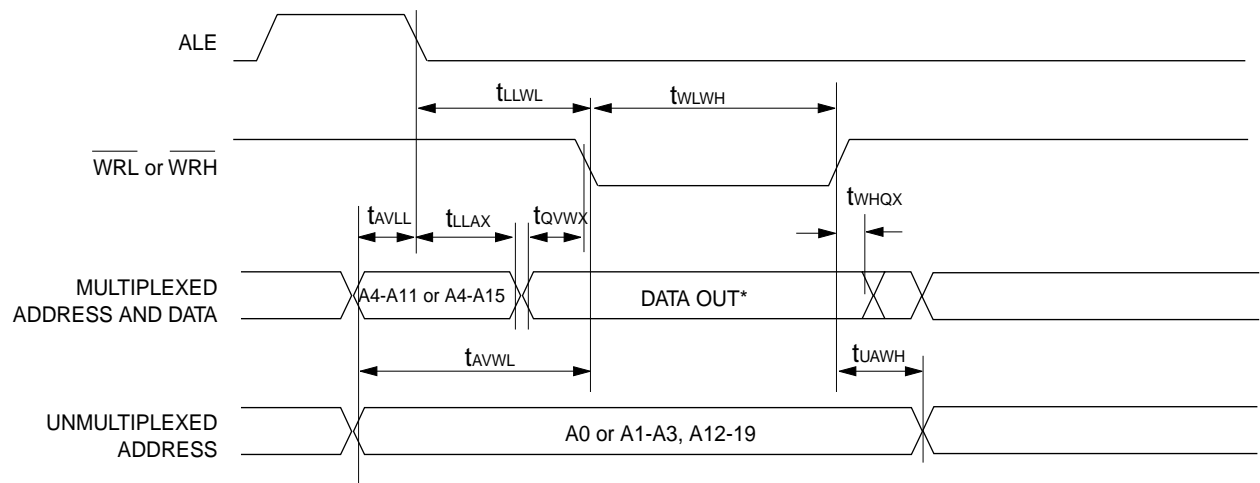 ALE
tLLWL
tWLWH
WRL or WRH
tWHQX
tAVLL
tLLAX
tQVWX
MULTIPLEXED
ADDRESS AND DATA
A4-A11 or A4-A15
DATA OUT*
tAVWL
tUAWH
UNMULTIPLEXED
ADDRESS
A0 or A1-A3, A12-19